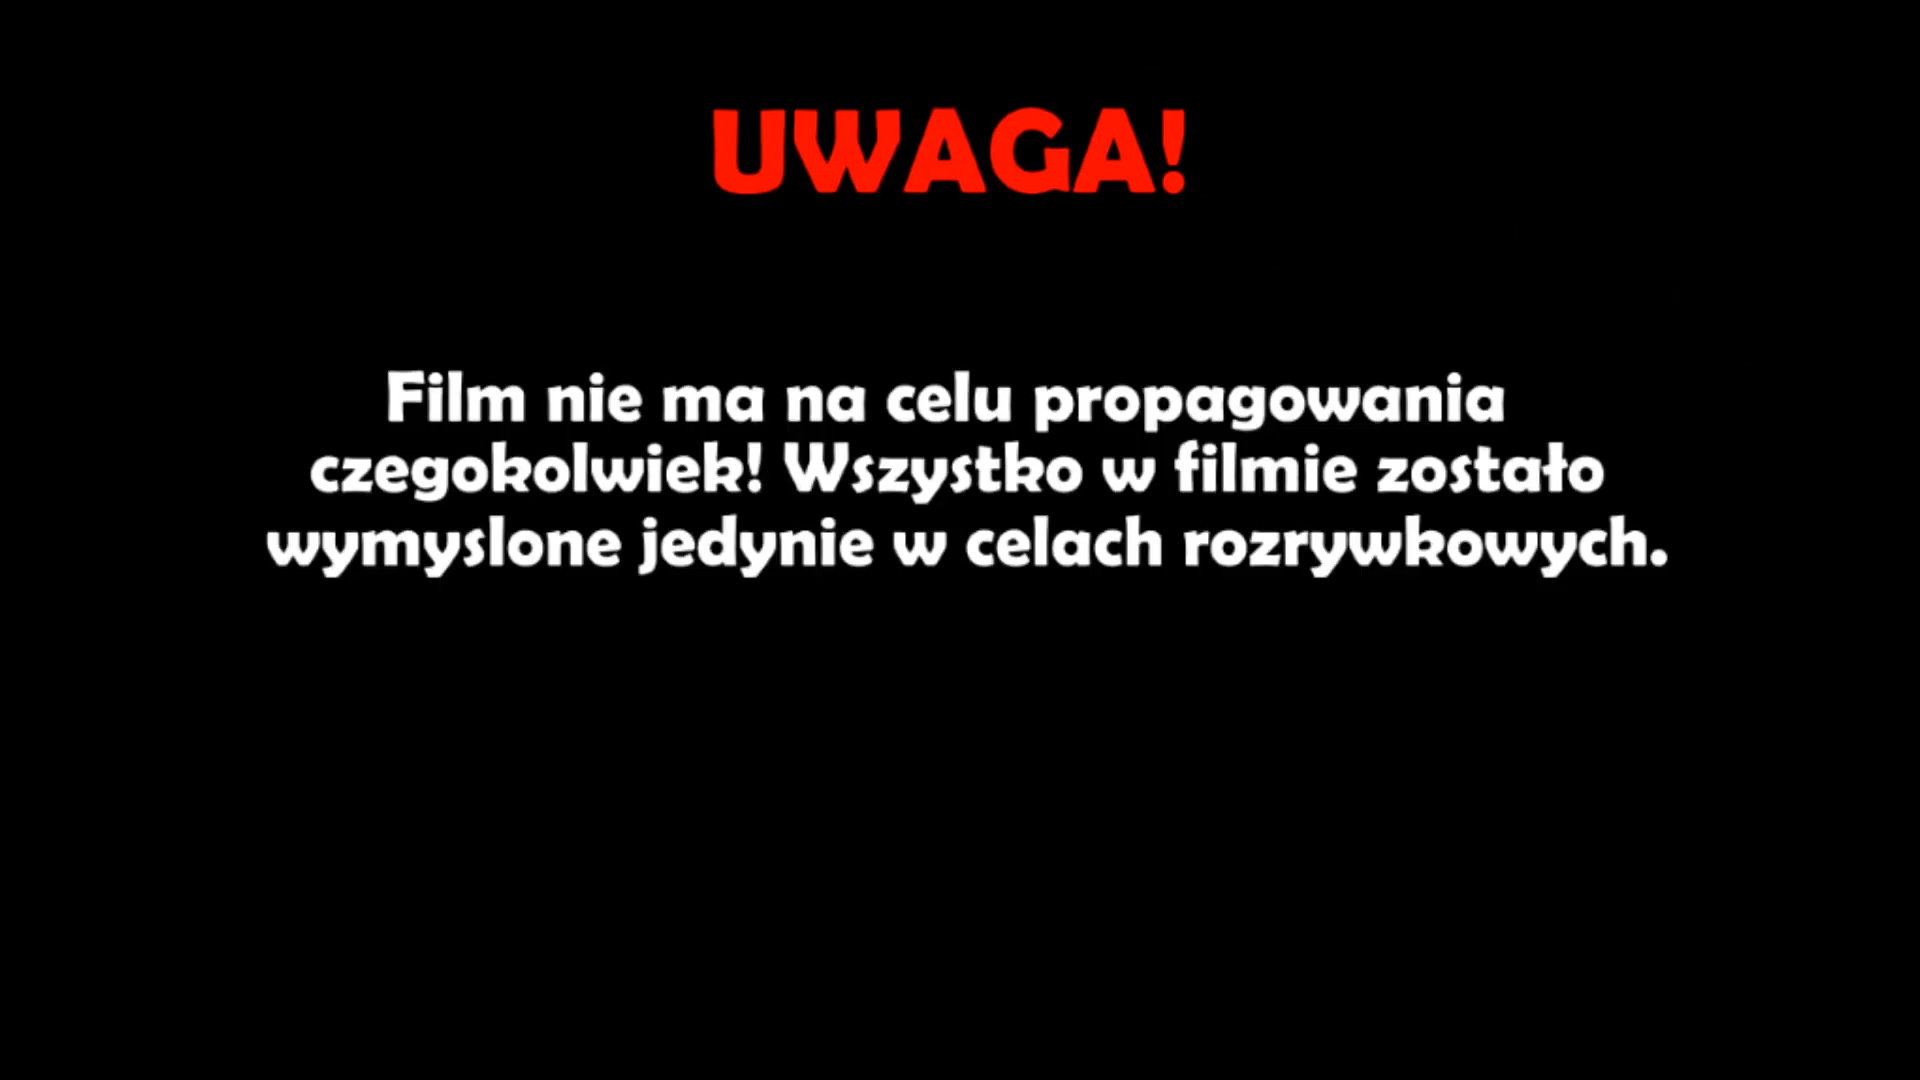 UWAGA!
Film nie ma na celu propagowania
czegokolwiek! Wszystko w filmie zostało
wymyslone jedynie w celach rozrywkowych.